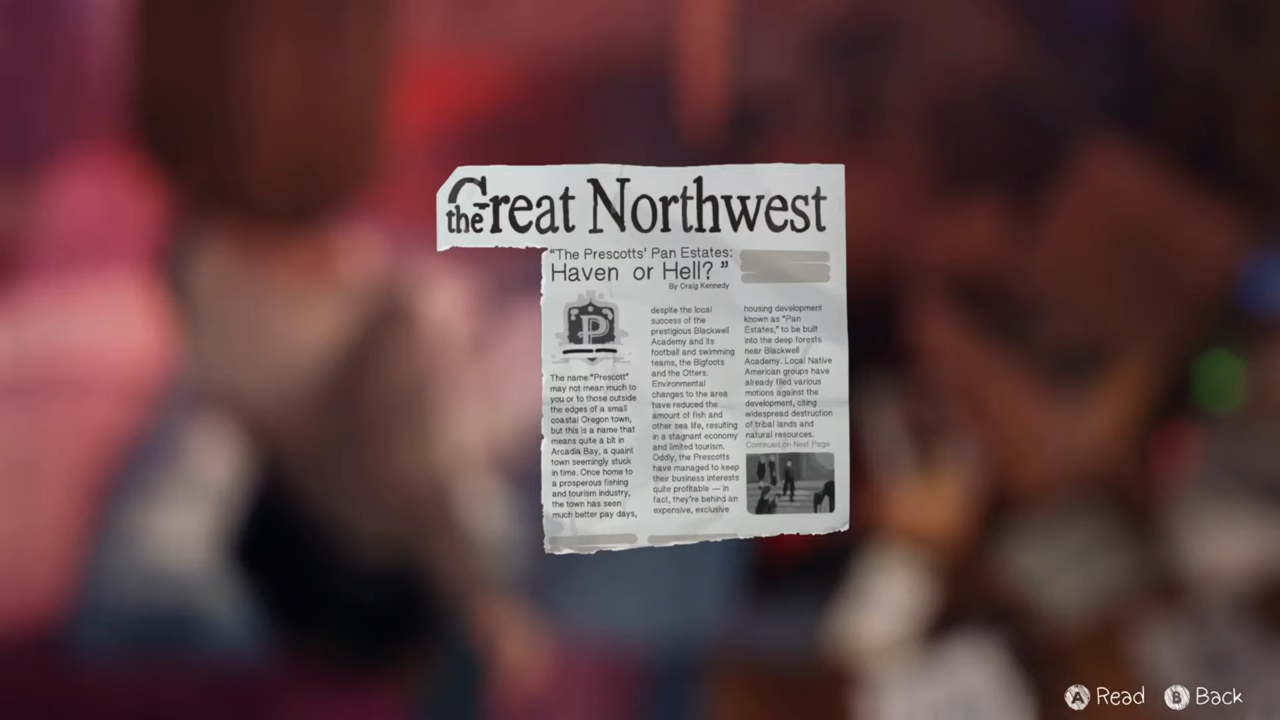 the Great Northwest
"The Prescotts' Pan Estates:
Haven or Hell? "
By Craig Kennedy
P
The name "Prescott"
may not mean much to
you or to those outside
the edges of a small
coastal Oregon town,
but this is a name that
means quite a bit in
Arcadia Bay, a quaint
town seemingly stuck
in time. Once home to
a prosperous fishing
and tourism industry,
the town has seen
much better pay days,
despite the local
success of the
prestigious Blackwell
Academy and its
football and swimming
teams, the Bigfoots
and the Otters.
Environmental
changes to the area
have reduced the
amount of fish and
other sea life, resulting
in a stagnant economy
and limited tourism.
Oddly, the Prescotts
have managed to keep
their business interests
quite profitable — in
fact, they're behind an
expensive, exclusive
housing development
known as "Pan
Estates," to be built
into the deep forests
near Blackwell
Academy. Local Native
American groups have
already filed various
motions against the
development, citing
widespread destruction
of tribal lands and
natural resources.
Continued on Next Page
A Read B Back